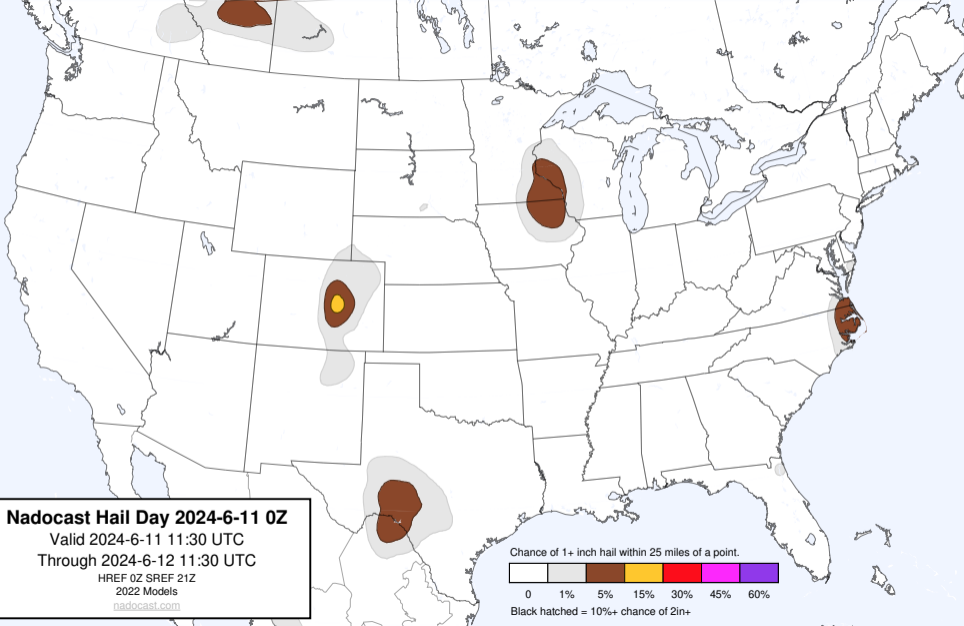 Nadocast Hail Day 2024-6-11 0Z
Valid 2024-6-11 11:30 UTC
Through 2024-6-12 11:30 UTC
HREF 0Z SREF 21Z
2022 Models
nadocast.com
Chance of 1+ inch hail within 25 miles of a point.
0 1% 5% 15% 30% 45% 60%
Black hatched = 10%+ chance of 2in+